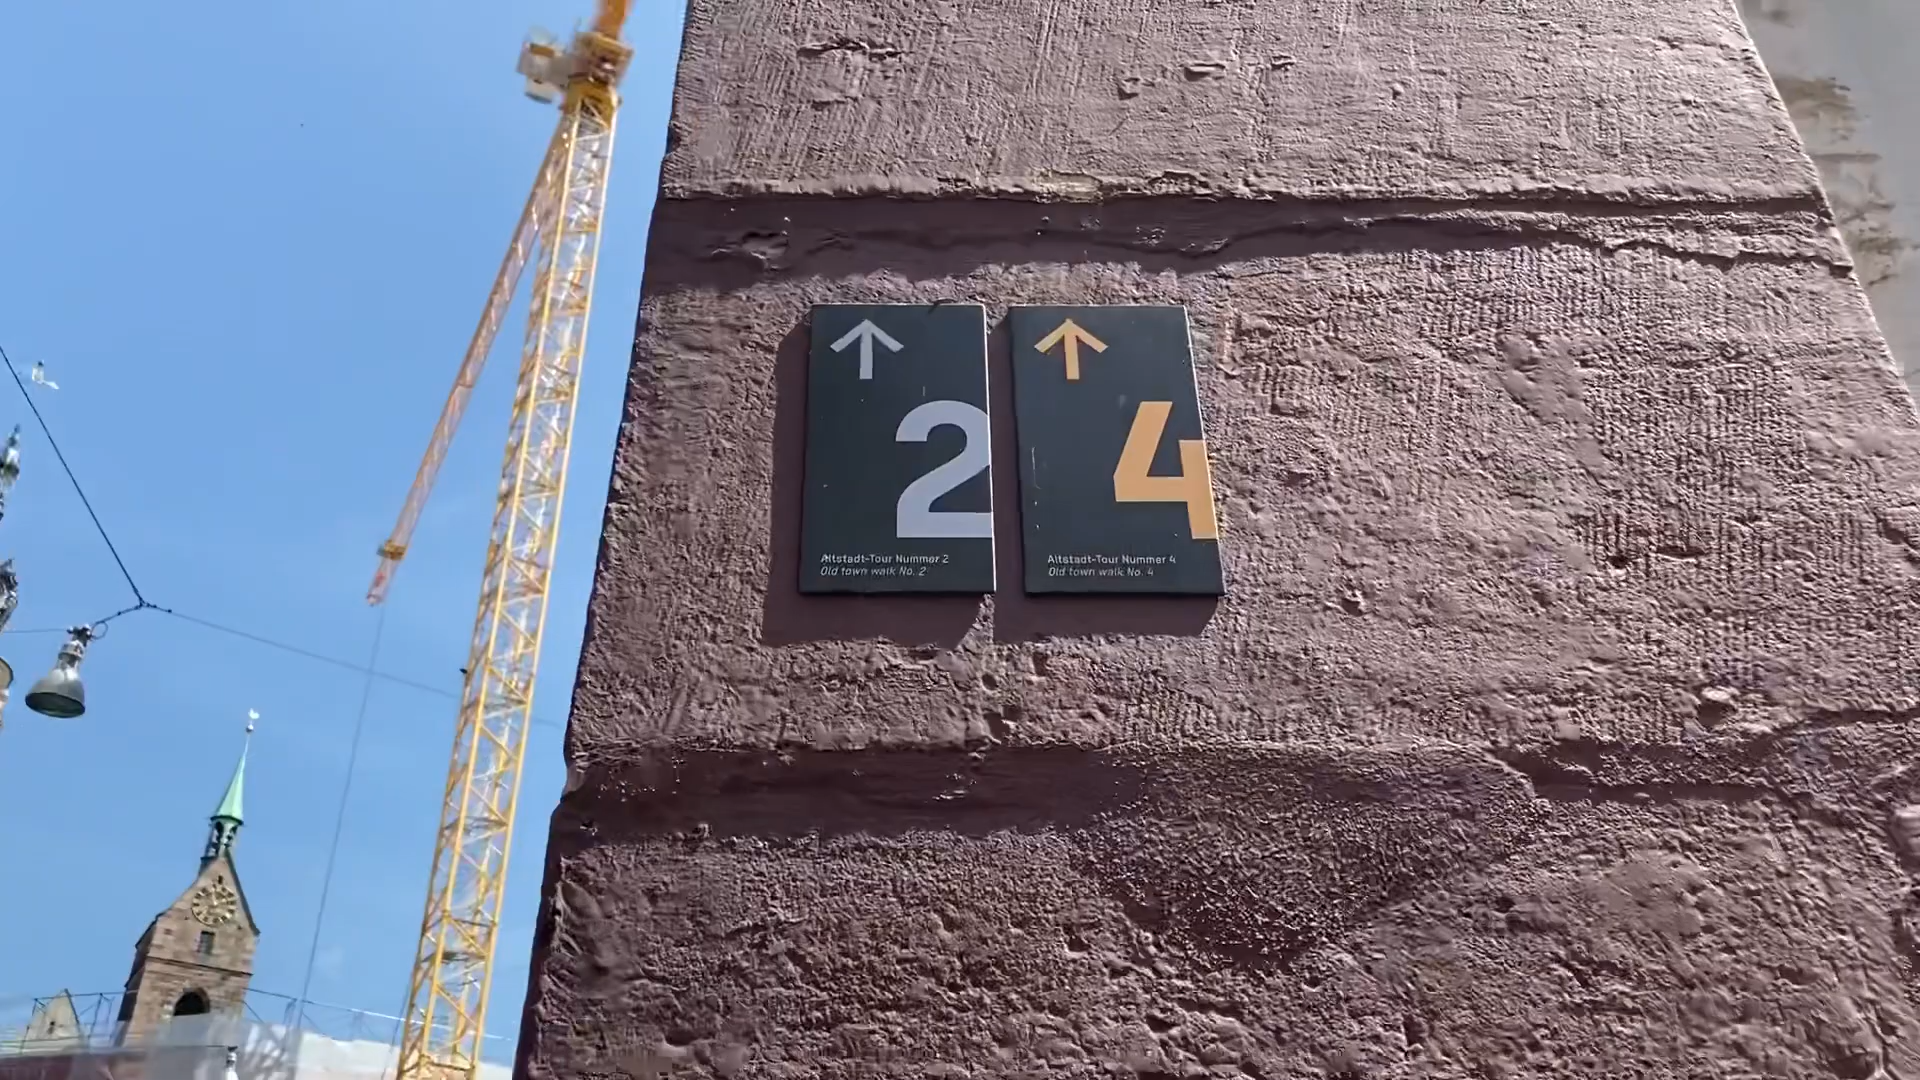 2
Altstadt-Tour Nummer 2
Old town walk No. 2
4
Altstadt-Tour Nummer 4
Old town walk No. 4